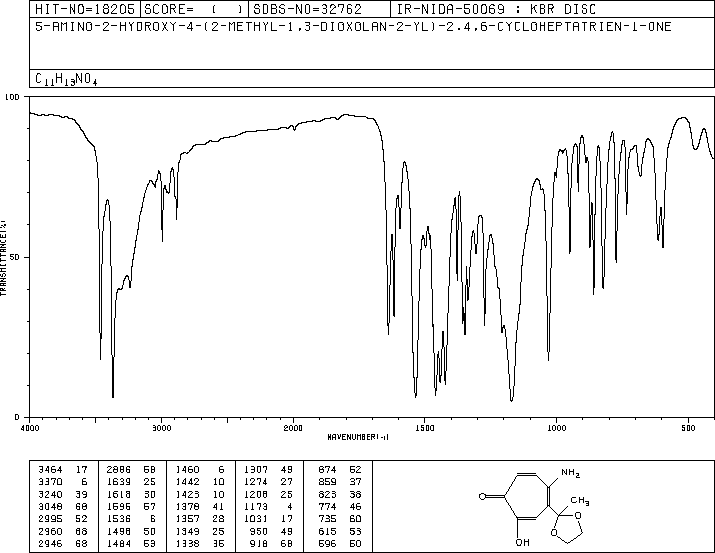 HIT-NO=18205 SCORE= ( ) SDBS-NO=32762 IR-NIDA-50069 : KBR DISC
5-AMINO-2-HYDROXY-4-(2-METHYL-1,3-DIOXOLAN-2-YL)-2,4,6-CYCLOHEPTATRIEN-1-ONE
C11H13NO4
100
50
0
TRANSMITTANCE(%)
4000 3000 2000 1500 1000 500
WAVENUMBER(-1)
3464 17 2886 60 1460 6 1307 49 874 52
3370 6 1639 25 1442 10 1274 27 859 37
3240 39 1618 30 1423 10 1208 25 823 38
3048 68 1596 57 1378 41 1173 4 774 46
2995 52 1536 6 1357 28 1031 17 735 60
2960 66 1498 50 1349 25 950 49 615 53
2946 68 1484 53 1338 35 918 68 596 50
NH2
O
CH3
O
O
OH